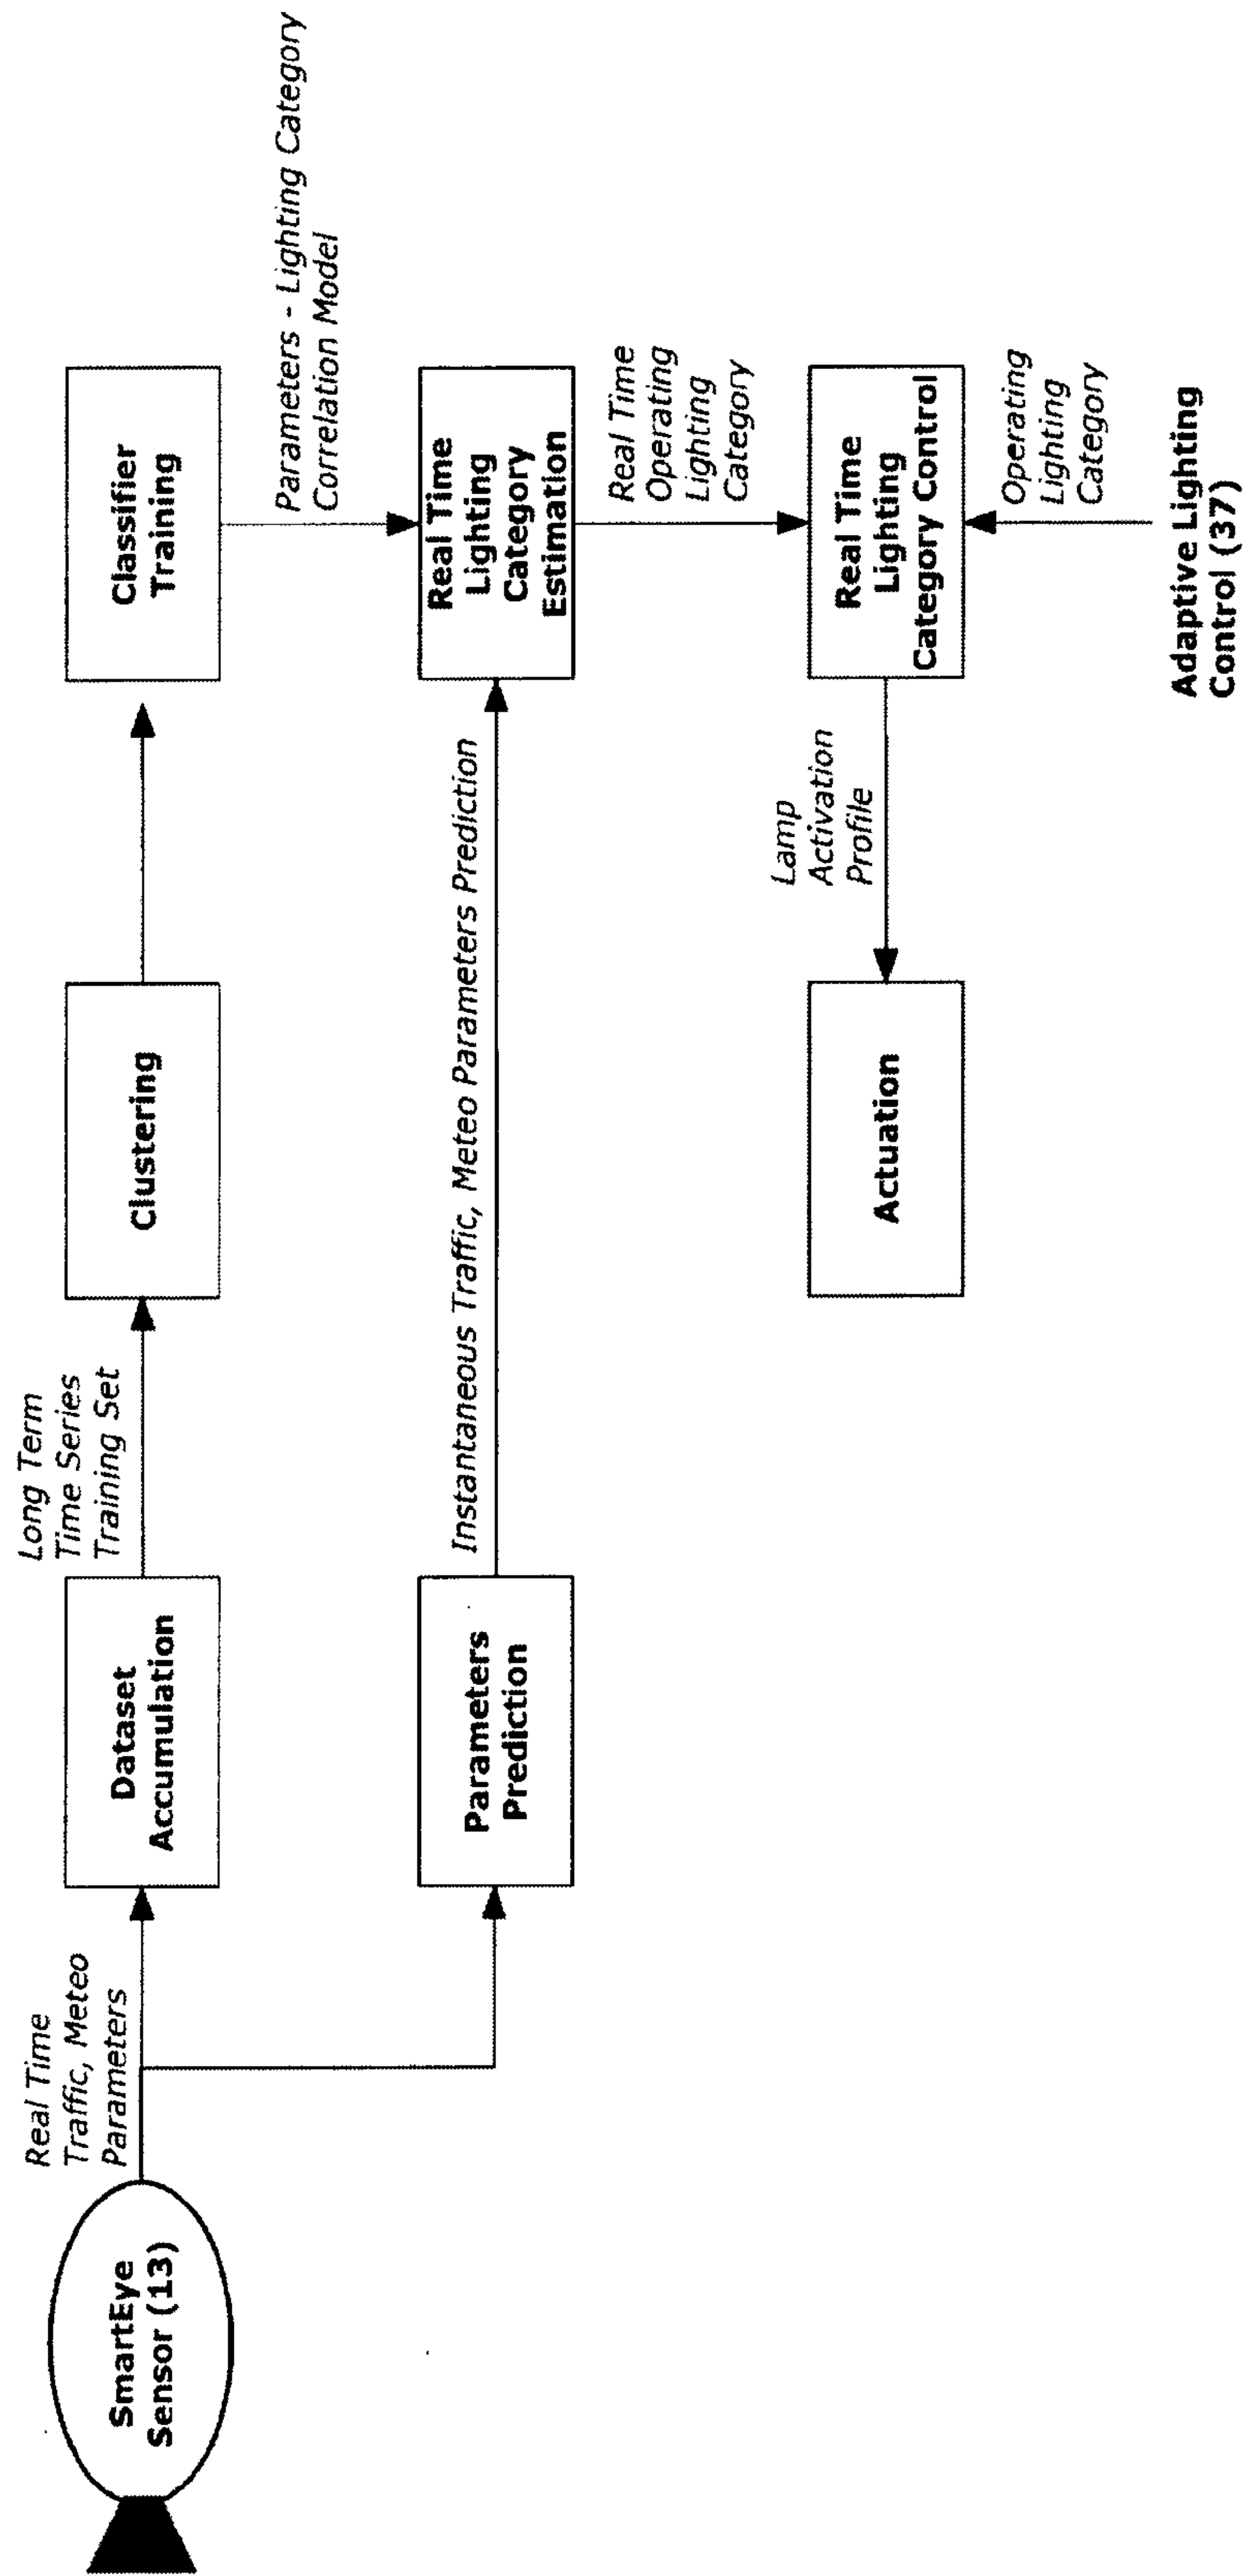 Real Time
Traffic, Meteo
Parameters
Long Term
Time Series
Training Set
SmartEye
Sensor (13)
Dataset
Accumulation
Clustering
Classifier
Training
Parameters - Lighting Category
Correlation Model
Instantaneous Traffic, Meteo Parameters Prediction
Parameters
Prediction
Real Time
Lighting
Category
Estimation
Real Time
Operating
Lighting
Category
Lamp
Activation
Profile
Actuation
Real Time
Lighting
Category Control
Operating
Lighting
Category
Adaptive Lighting
Control (37)